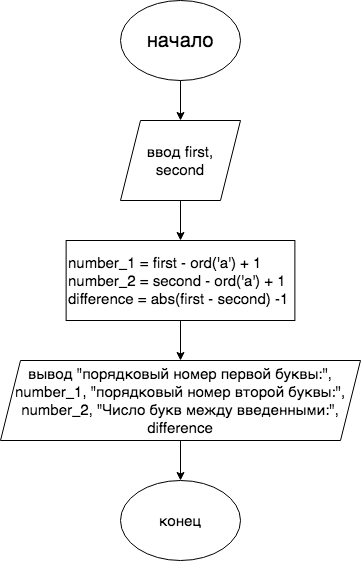 начало
ввод first,
second
number_1 = first - ord('a') + 1
number_2 = second - ord('a') + 1
difference = abs(first - second) -1
вывод "порядковый номер первой буквы:",
number_1, "порядковый номер второй буквы:",
number_2, "Число букв между введенными:",
difference
конец